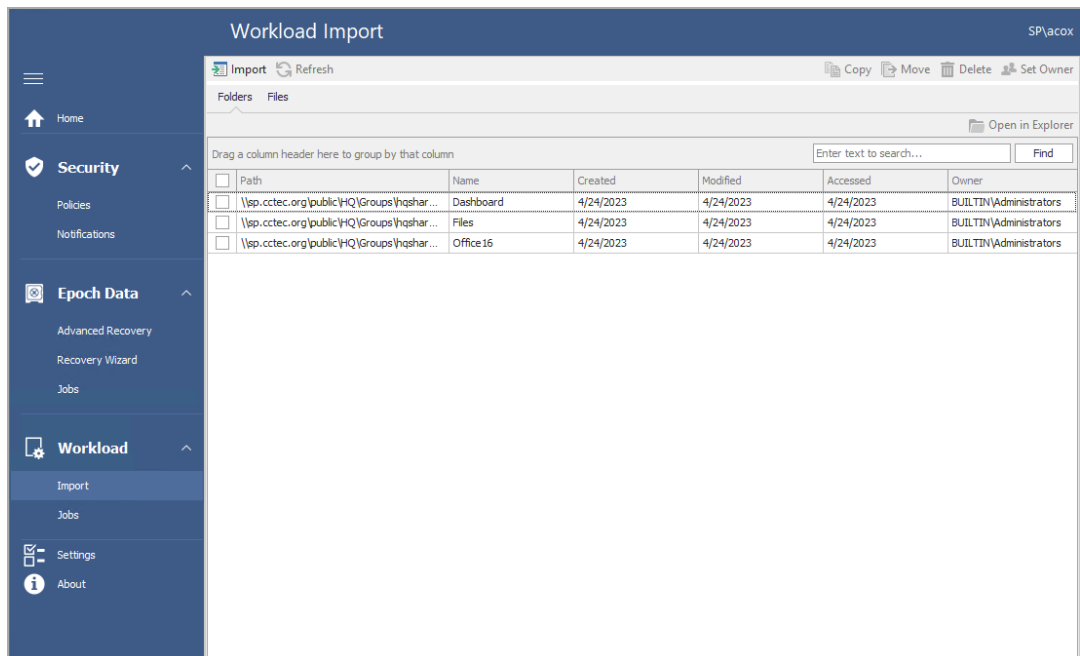 Workload Import
SP\acox
Import Refresh
Copy Move Delete Set Owner
Folders Files
Open in Explorer
Drag a column header here to group by that column
Enter text to search...
Find
Path Name Created Modified Accessed Owner
\\sp.cctec.org\public\HQ\Groups\hqshar... Dashboard 4/24/2023 4/24/2023 4/24/2023 BUILTIN\Administrators
\\sp.cctec.org\public\HQ\Groups\hqshar... Files 4/24/2023 4/24/2023 4/24/2023 BUILTIN\Administrators
\\sp.cctec.org\public\HQ\Groups\hqshar... Office16 4/24/2023 4/24/2023 4/24/2023 BUILTIN\Administrators
Home
Security
Policies
Notifications
Epoch Data
Advanced Recovery
Recovery Wizard
Jobs
Workload
Import
Jobs
Settings
About